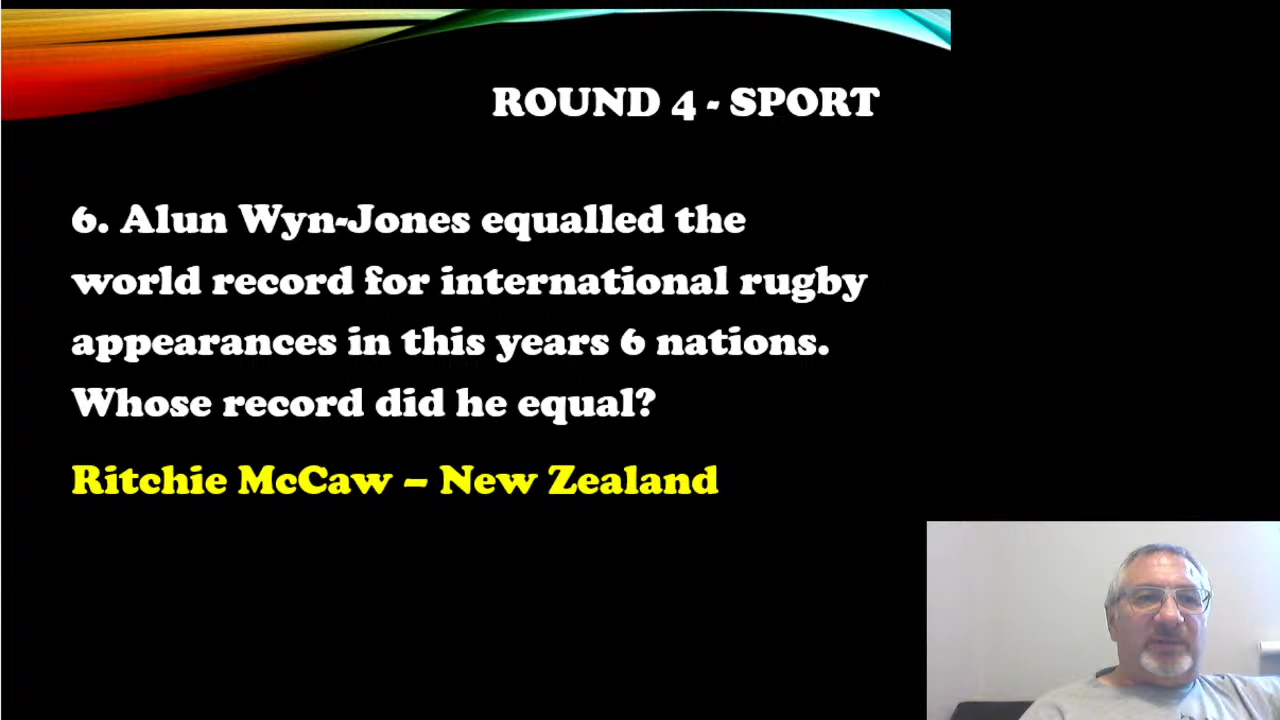 ROUND 4 - SPORT
6. Alun Wyn-Jones equalled the
world record for international rugby
appearances in this years 6 nations.
Whose record did he equal?
Ritchie McCaw – New Zealand